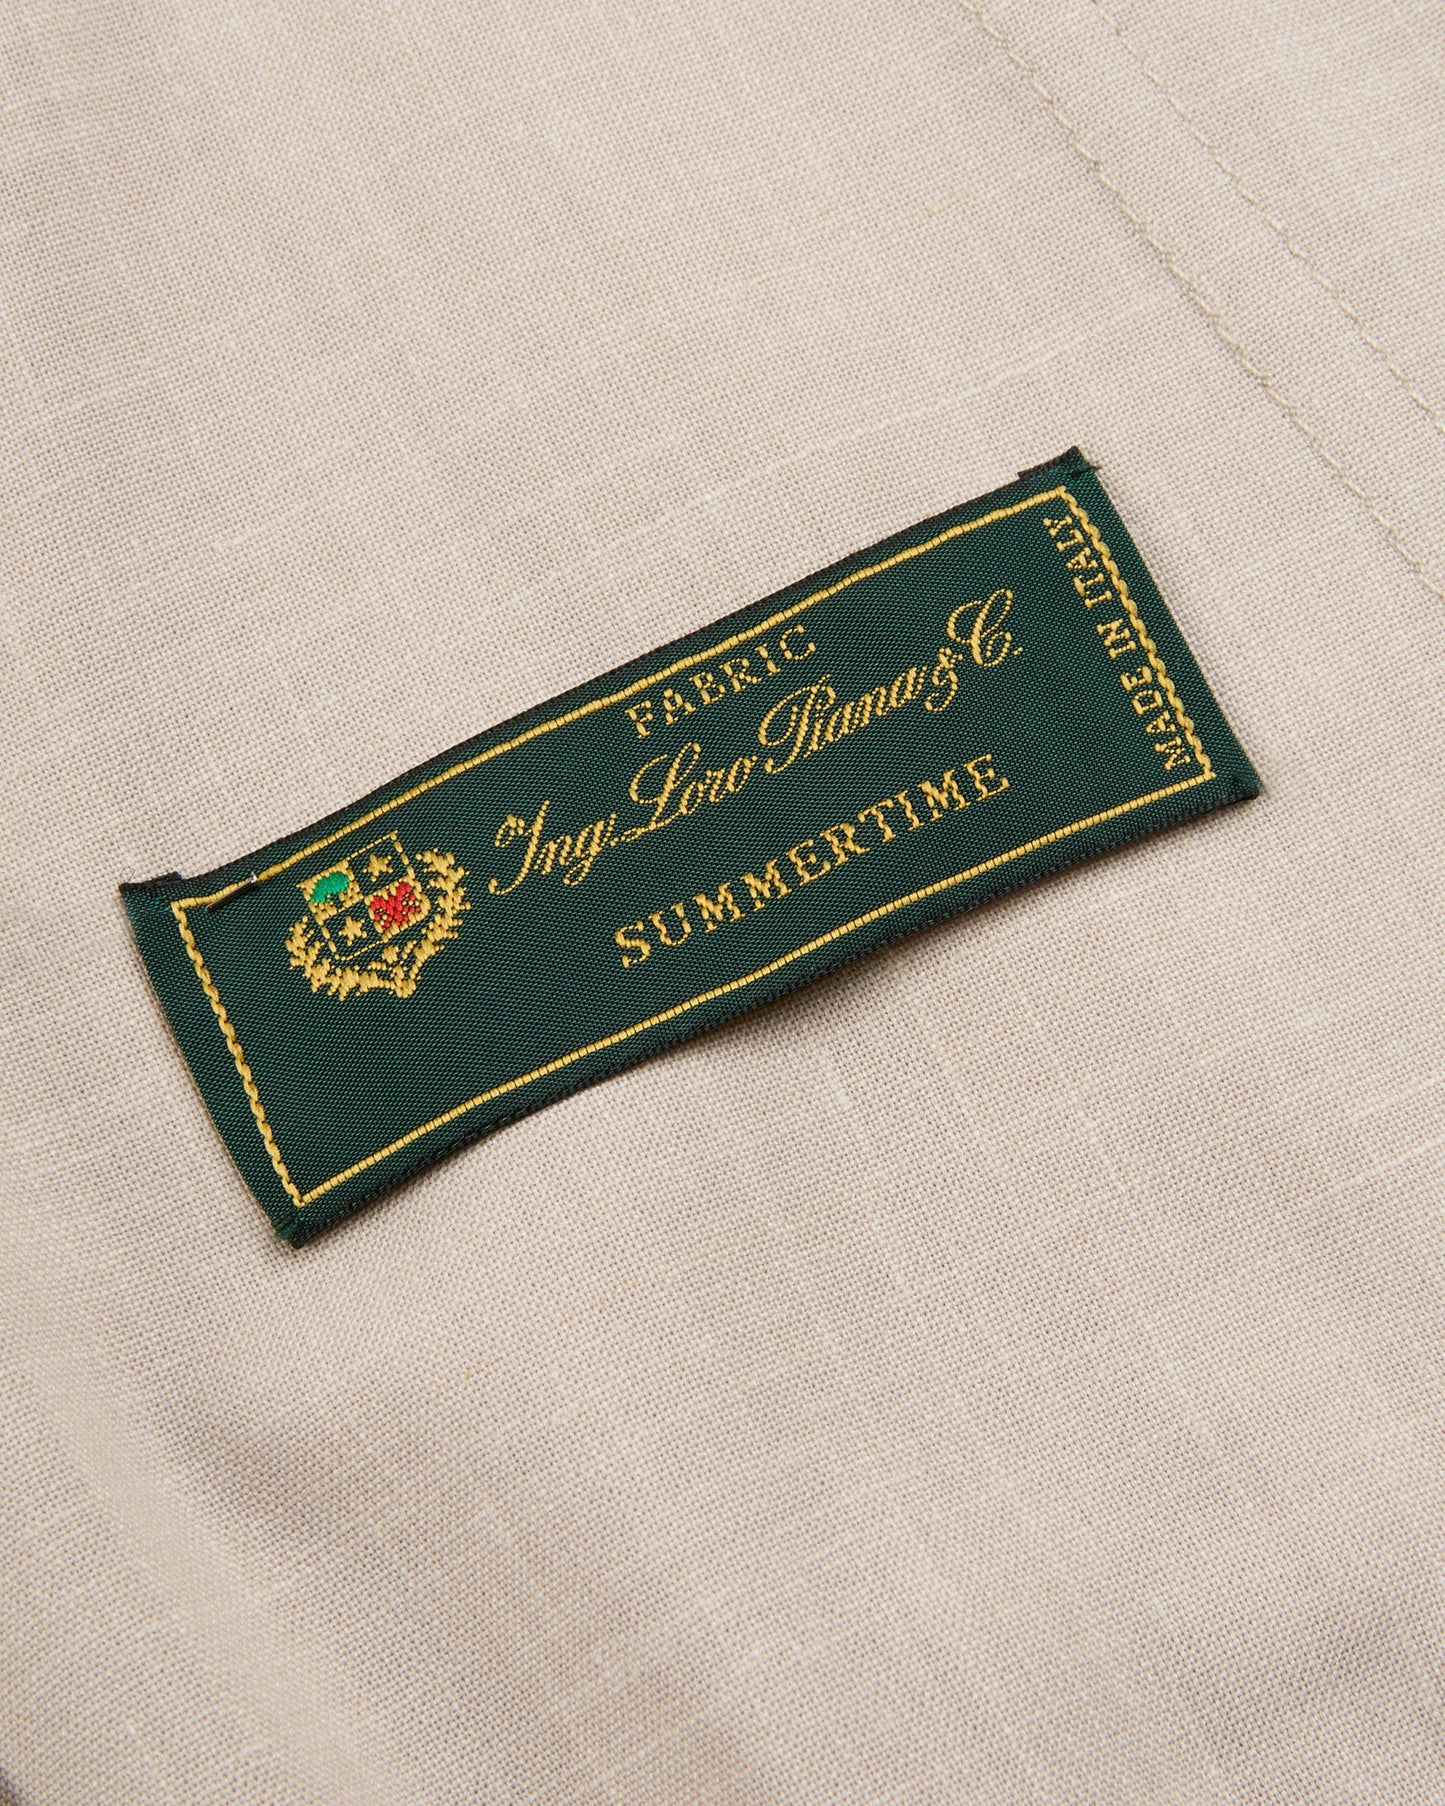 FABRIC
Ing. Loro Piana & C.
SUMMERTIME
MADE IN ITALY